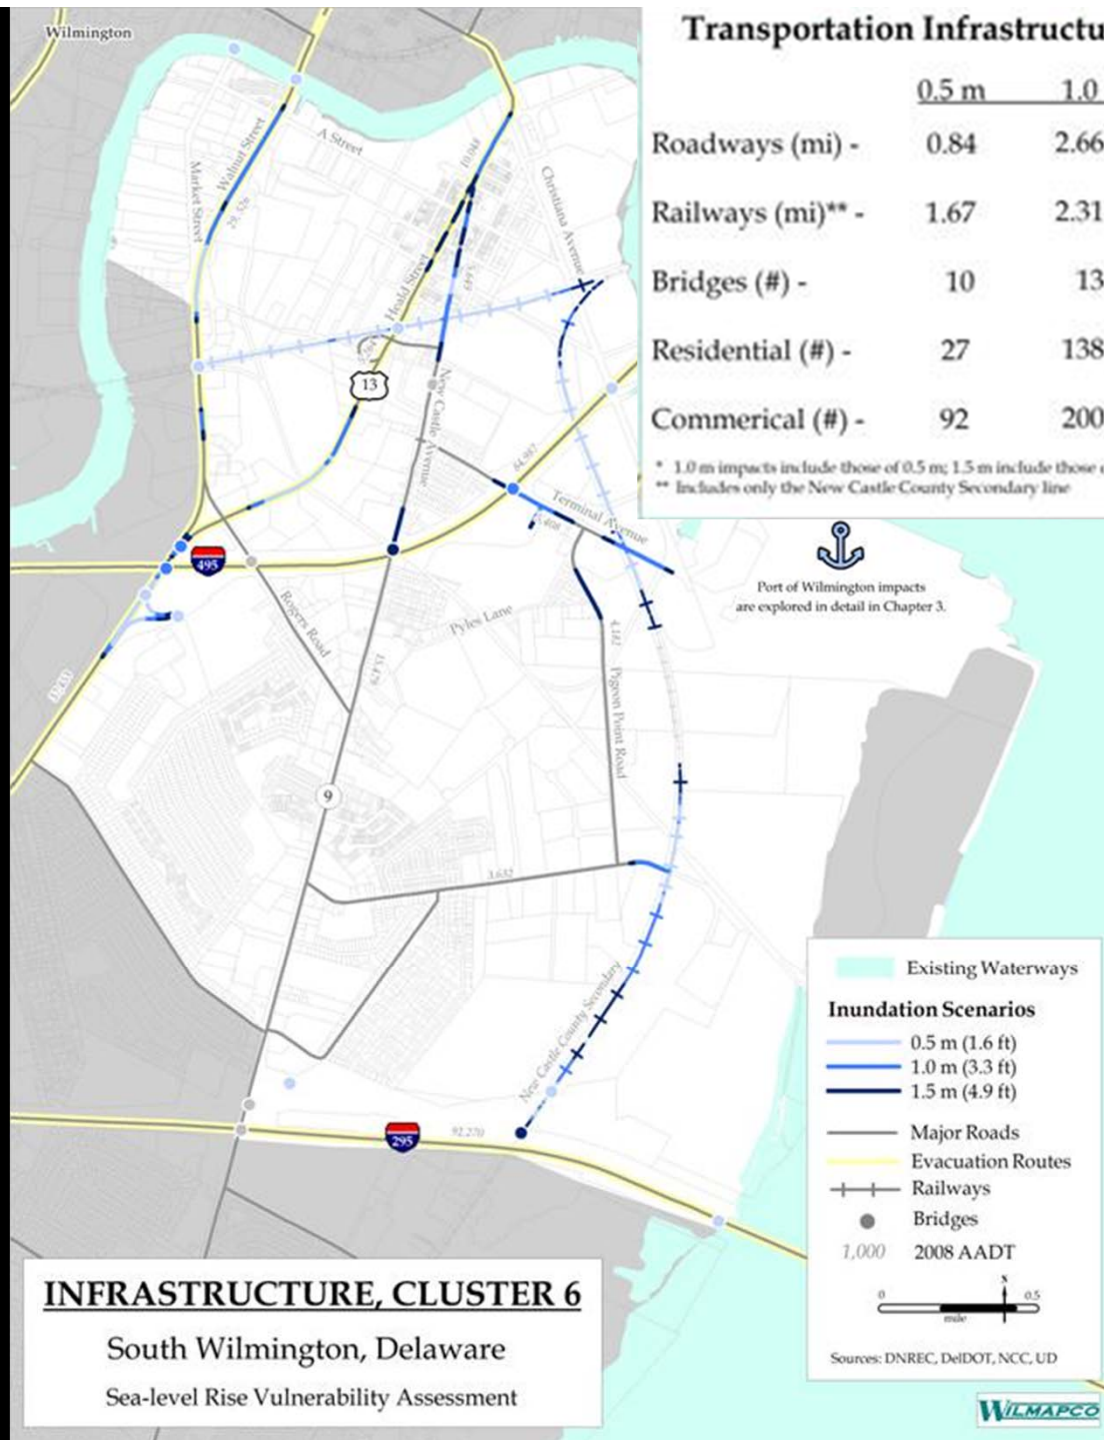 Wilmington
Transportation Infrastructu
0.5 m 1.0
Roadways (mi) - 0.84 2.66
Railways (mi)** - 1.67 2.31
Bridges (#) - 10 13
Residential (#) - 27 138
Commerical (#) - 92 200
* 1.0 m impacts include those of 0.5 m; 1.5 m include those
** Includes only the New Castle County Secondary line
A Street
Walnut Street
Market Street
Christiana Avenue
Heald Street
13
New Castle Avenue
Terminal Avenue
495
Port of Wilmington impacts
are explored in detail in Chapter 3.
Rogers Road
Pyles Lane
Pigeon Point Road
9
3,632
New Castle County Secondary
295
92,270
Existing Waterways
Inundation Scenarios
0.5 m (1.6 ft)
1.0 m (3.3 ft)
1.5 m (4.9 ft)
Major Roads
Evacuation Routes
Railways
Bridges
1,000 2008 AADT
0 0.5
mile
Sources: DNREC, DelDOT, NCC, UD
INFRASTRUCTURE, CLUSTER 6
South Wilmington, Delaware
Sea-level Rise Vulnerability Assessment
WILMAPCO